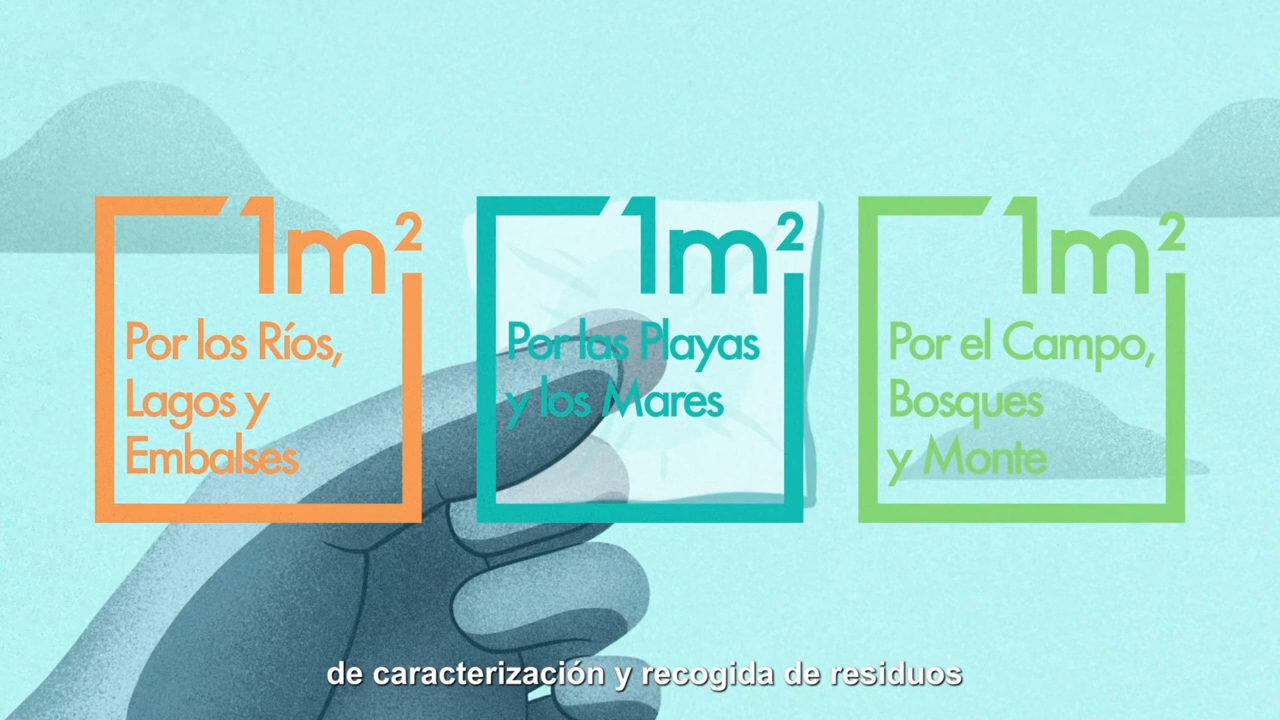 1m²
Por los Ríos,
Lagos y
Embalses
1m²
Por las Playas
y los Mares
1m²
Por el Campo,
Bosques
y Monte
de caracterización y recogida de residuos